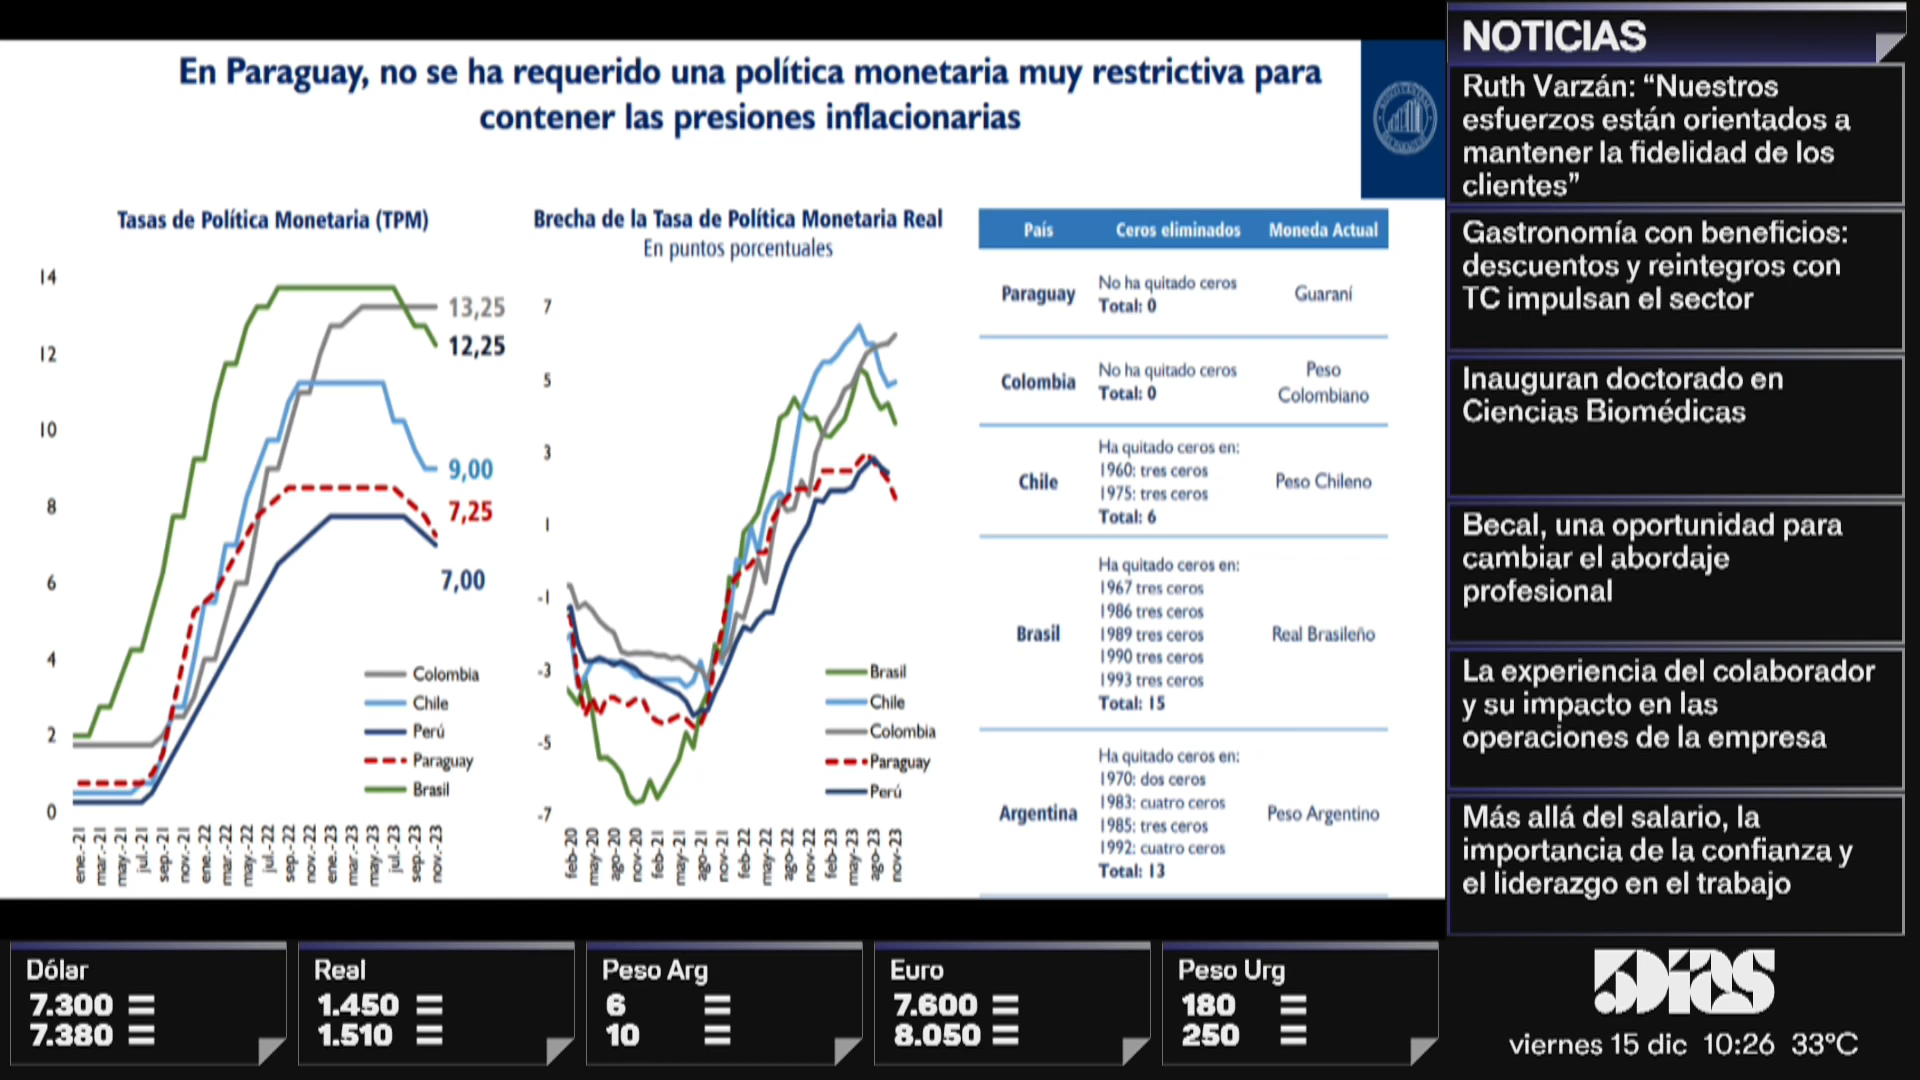 En Paraguay, no se ha requerido una política monetaria muy restrictiva para
contener las presiones inflacionarias
Tasas de Política Monetaria (TPM)
14
12
10
8
6
4
2
0
13,25
12,25
9,00
7,25
7,00
Colombia
Chile
Perú
Paraguay
Brasil
ene.-21
mar.-21
may.-21
jul.-21
sep.-21
nov.-21
ene.-22
mar.-22
may.-22
jul.-22
sep.-22
nov.-22
ene.-23
mar.-23
may.-23
jul.-23
sep.-23
nov.-23
Brecha de la Tasa de Política Monetaria Real
En puntos porcentuales
7
5
3
1
-1
-3
-5
-7
Brasil
Chile
Colombia
Paraguay
Perú
feb-20
may-20
ago-20
nov-20
feb-21
may-21
ago-21
nov-21
feb-22
may-22
ago-22
nov-22
feb-23
may-23
ago-23
nov-23
País Ceros eliminados Moneda Actual
Paraguay
No ha quitado ceros
Total: 0
Guaraní
Colombia
No ha quitado ceros
Total: 0
Peso
Colombiano
Chile
Ha quitado ceros en:
1960: tres ceros
1975: tres ceros
Total: 6
Peso Chileno
Brasil
Ha quitado ceros en:
1967 tres ceros
1986 tres ceros
1989 tres ceros
1990 tres ceros
1993 tres ceros
Total: 15
Real Brasileño
Argentina
Ha quitado ceros en:
1970: dos ceros
1983: cuatro ceros
1985: tres ceros
1992: cuatro ceros
Total: 13
Peso Argentino
NOTICIAS
Ruth Varzán: “Nuestros
esfuerzos están orientados a
mantener la fidelidad de los
clientes”
Gastronomía con beneficios:
descuentos y reintegros con
TC impulsan el sector
Inauguran doctorado en
Ciencias Biomédicas
Becal, una oportunidad para
cambiar el abordaje
profesional
La experiencia del colaborador
y su impacto en las
operaciones de la empresa
Más allá del salario, la
importancia de la confianza y
el liderazgo en el trabajo
Dólar
7.300
7.380
Real
1.450
1.510
Peso Arg
6
10
Euro
7.600
8.050
Peso Urg
180
250
5Días
viernes 15 dic 10:26 33°C